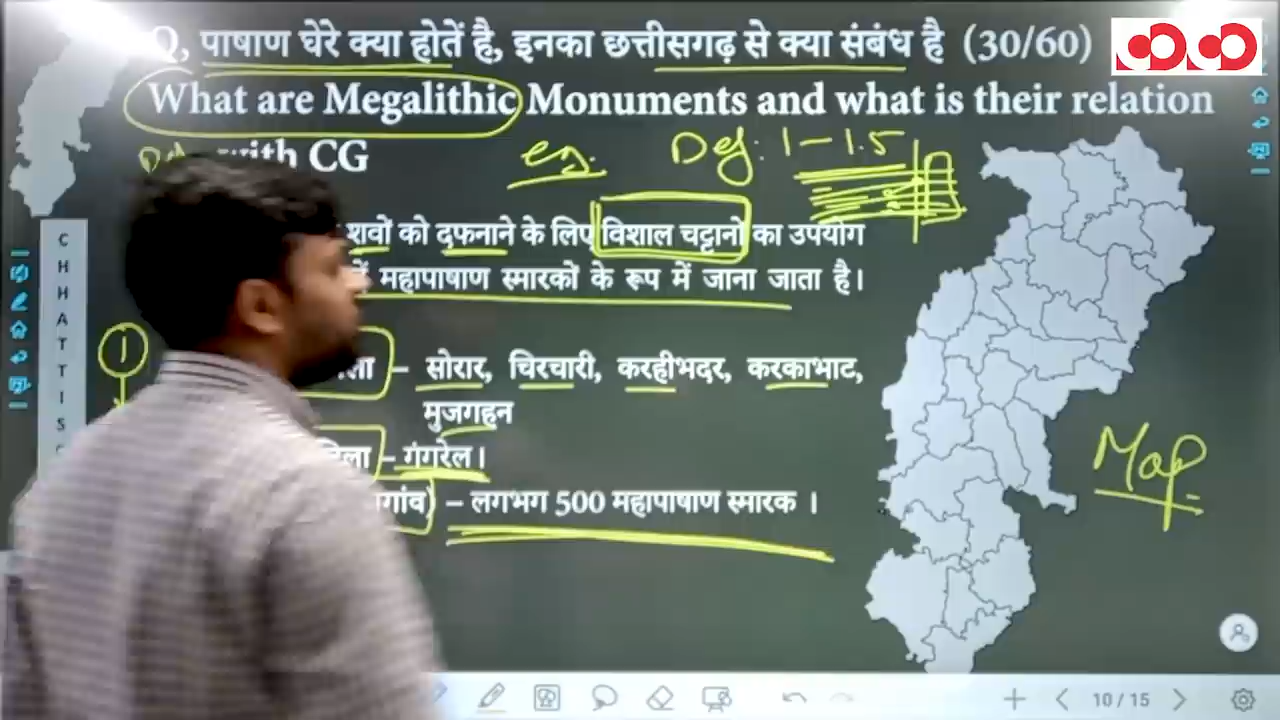 Q, पाषाण घेरे क्या होतें है, इनका छत्तीसगढ़ से क्या संबंध है (30/60)
What are Megalithic Monuments and what is their relation
with CG
eg.
Def: 1-1.5
शवों को दफनाने के लिए विशाल चट्टानो का उपयोग
महापाषाण स्मारकों के रूप में जाना जाता है।
1
– सोरार, चिरचारी, करहीभदर, करकाभाट,
मुजगहन
– गंगरेल।
– लगभग 500 महापाषाण स्मारक ।
Map
10 / 15